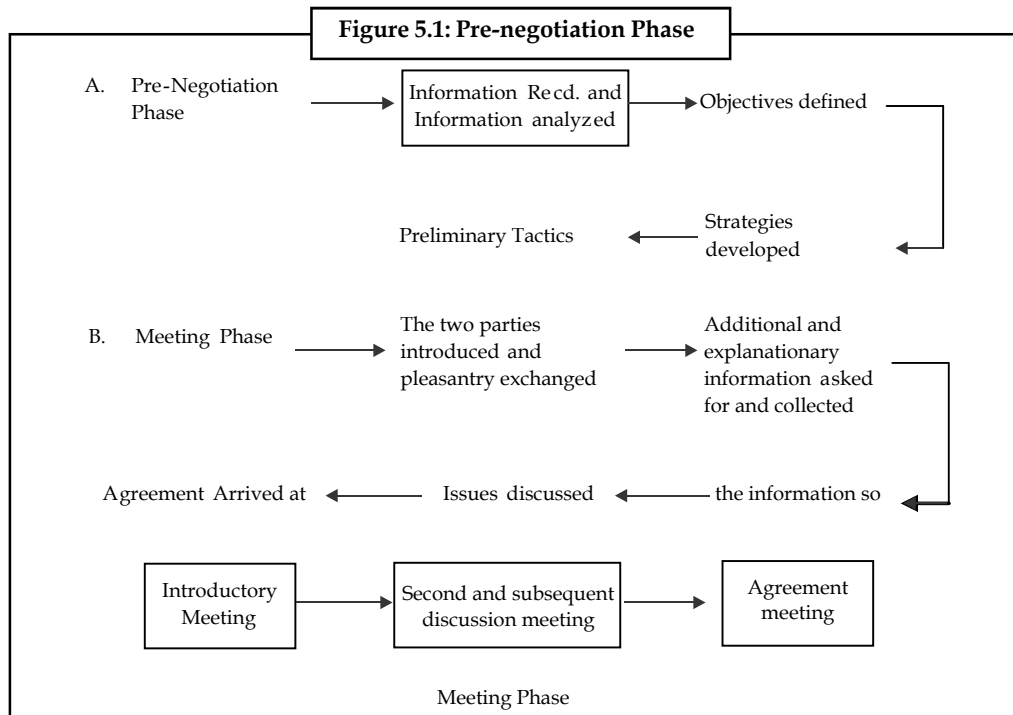 Figure 5.1: Pre-negotiation Phase
A. Pre-Negotiation
Phase
Information Recd. and
Information analyzed
Objectives defined
Preliminary Tactics
Strategies
developed
B. Meeting Phase
The two parties
introduced and
pleasantry exchanged
Additional and
explanationary
information asked
for and collected
Agreement Arrived at
Issues discussed
the information so
Introductory
Meeting
Second and subsequent
discussion meeting
Agreement
meeting
Meeting Phase